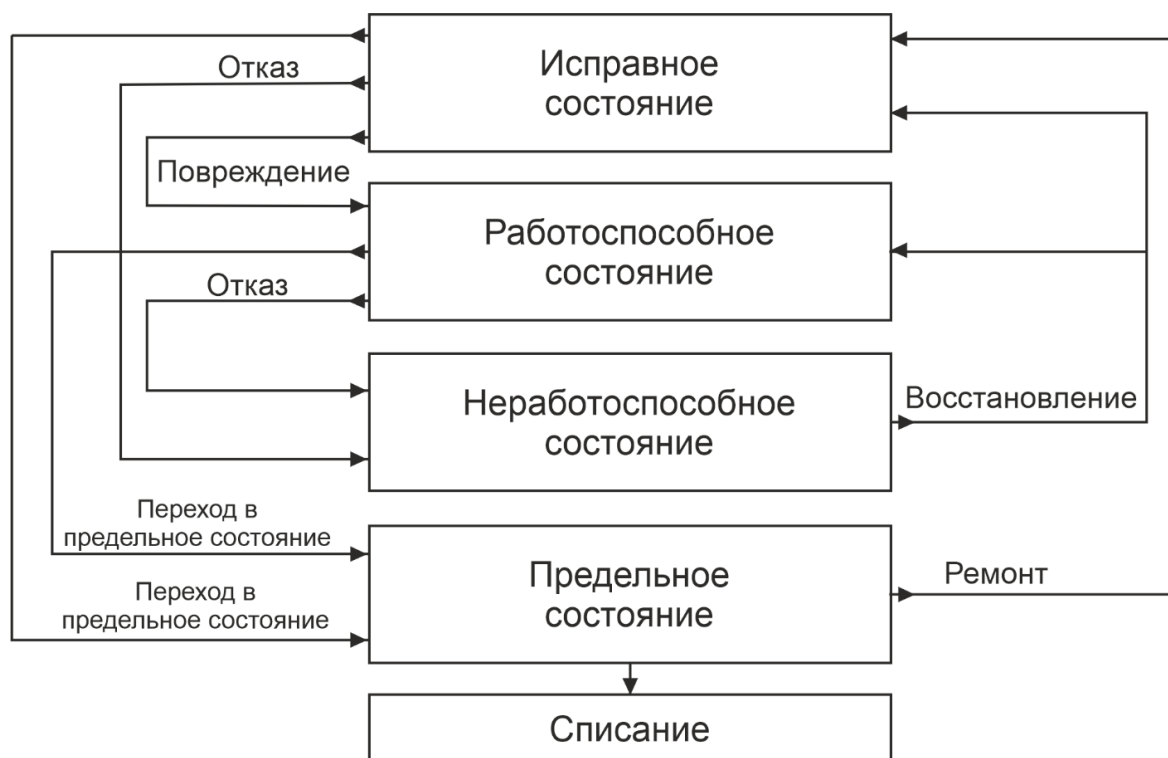 Исправное
состояние
Отказ
Повреждение
Работоспособное
состояние
Отказ
Неработоспособное
состояние
Восстановление
Переход в
предельное состояние
Предельное
состояние
Ремонт
Переход в
предельное состояние
Списание